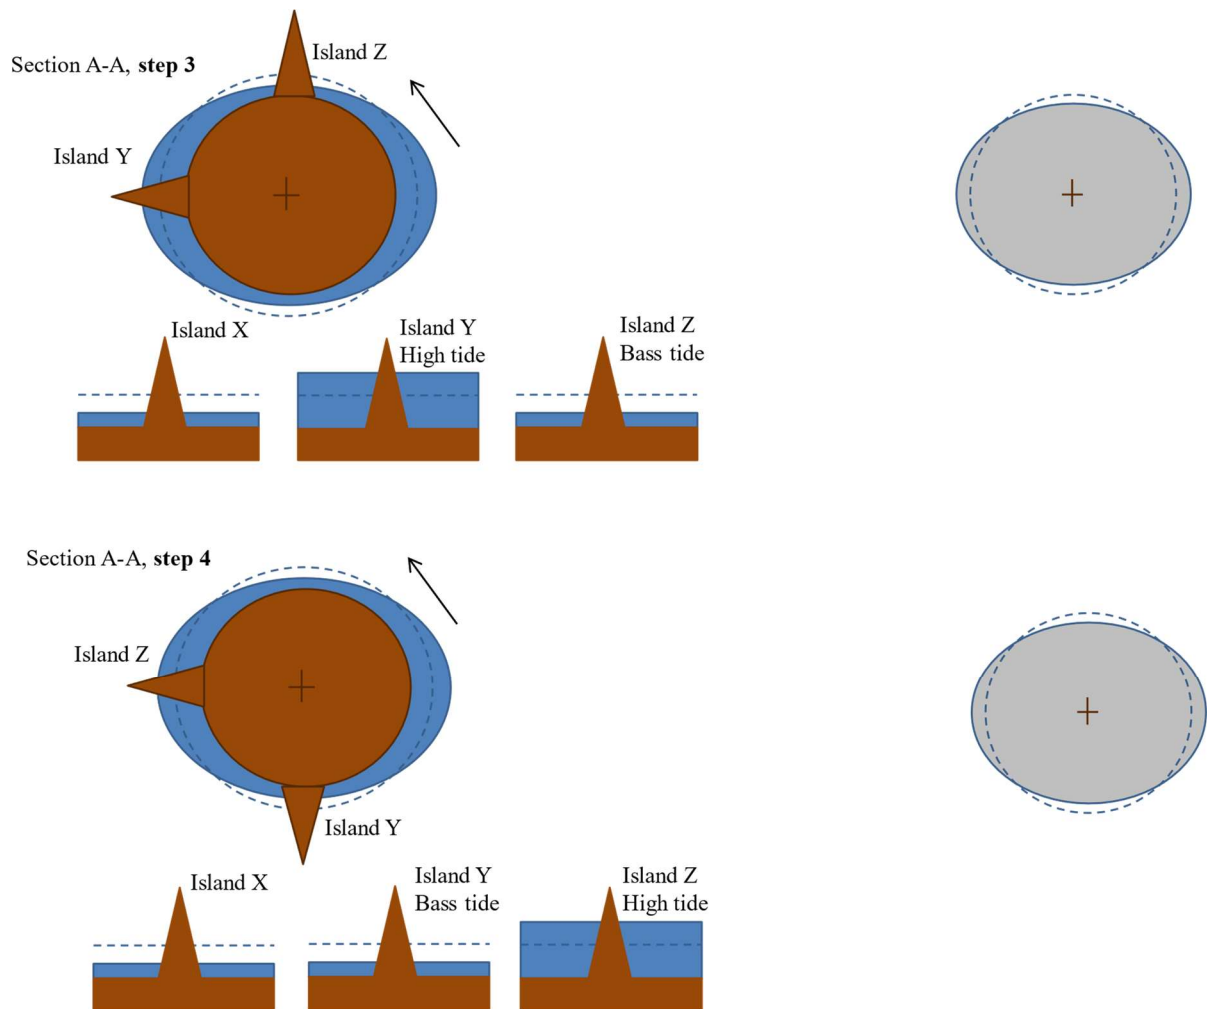 Section A-A, step 3
Island Z
Island Y
Island X
Island Y
High tide
Island Z
Bass tide
Section A-A, step 4
Island Z
Island Y
Island X
Island Y
Bass tide
Island Z
High tide